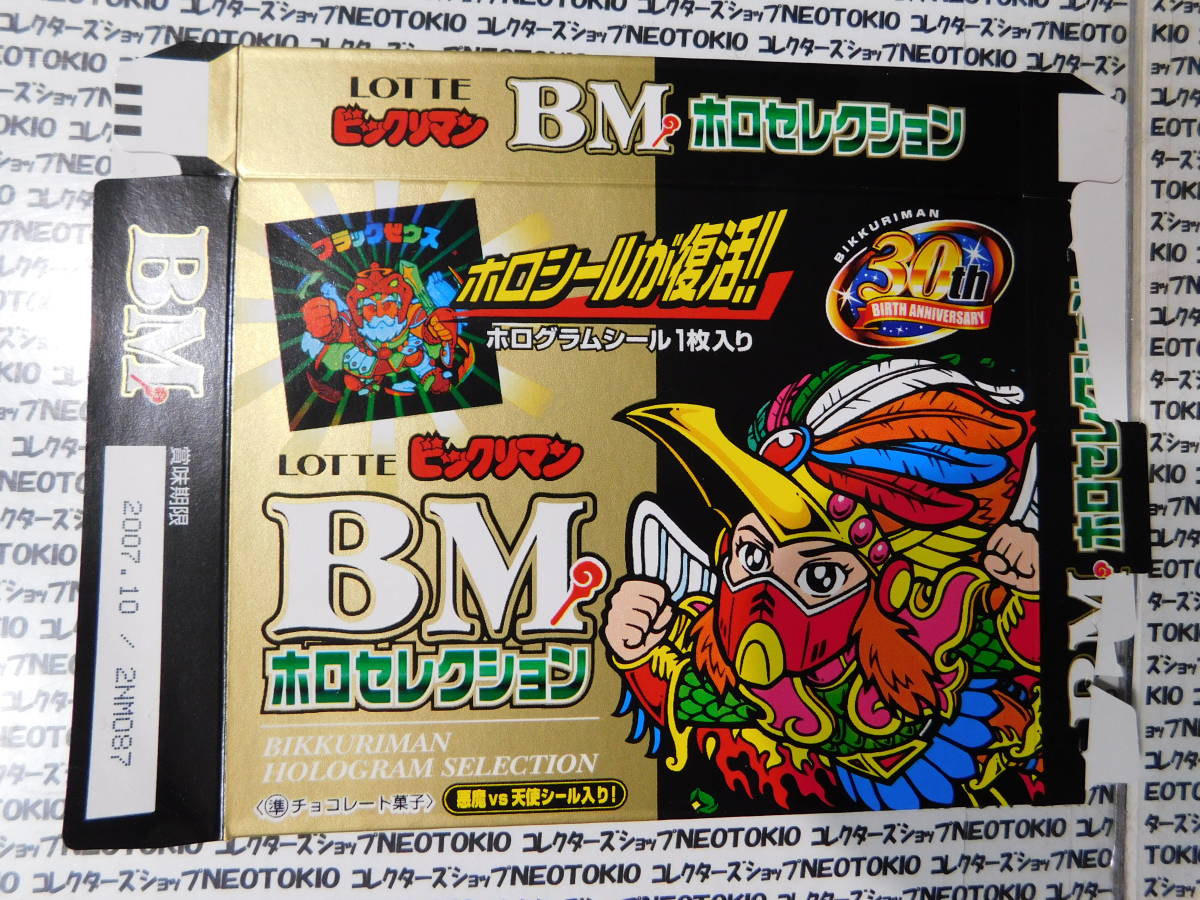 LOTTE
ビックリマン BM ホロセレクション
ブラックゼウス
ホロシールが復活!!
ホログラムシール1枚入り
BIKKURIMAN
30th
BIRTH ANNIVERSARY
LOTTE ビックリマン
BM
ホロセレクション
BIKKURIMAN
HOLOGRAM SELECTION
〈準チョコレート菓子〉 悪魔vs天使シール入り!
BM
賞味期限
2007.10 / 2NM087
BM ホロセレクション
コレクターズショップNEOTOKIO